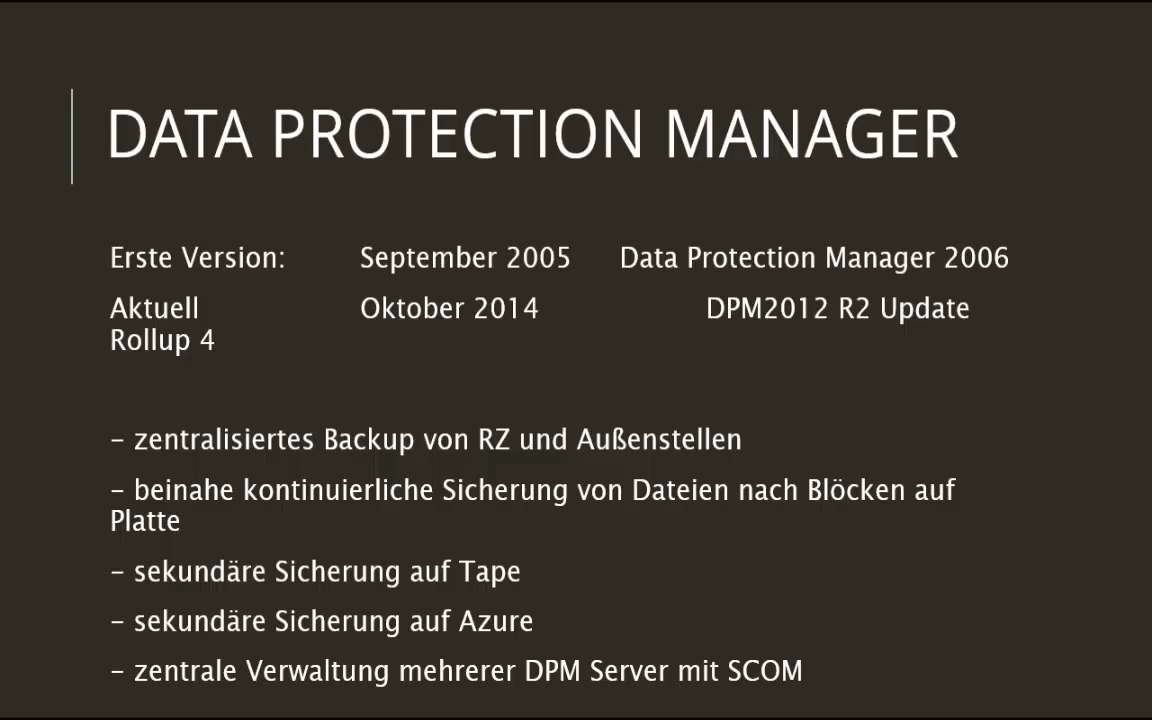 DATA PROTECTION MANAGER
Erste Version: September 2005 Data Protection Manager 2006
Aktuell Oktober 2014 DPM2012 R2 Update
Rollup 4
- zentralisiertes Backup von RZ und Außenstellen
- beinahe kontinuierliche Sicherung von Dateien nach Blöcken auf
Platte
- sekundäre Sicherung auf Tape
- sekundäre Sicherung auf Azure
- zentrale Verwaltung mehrerer DPM Server mit SCOM